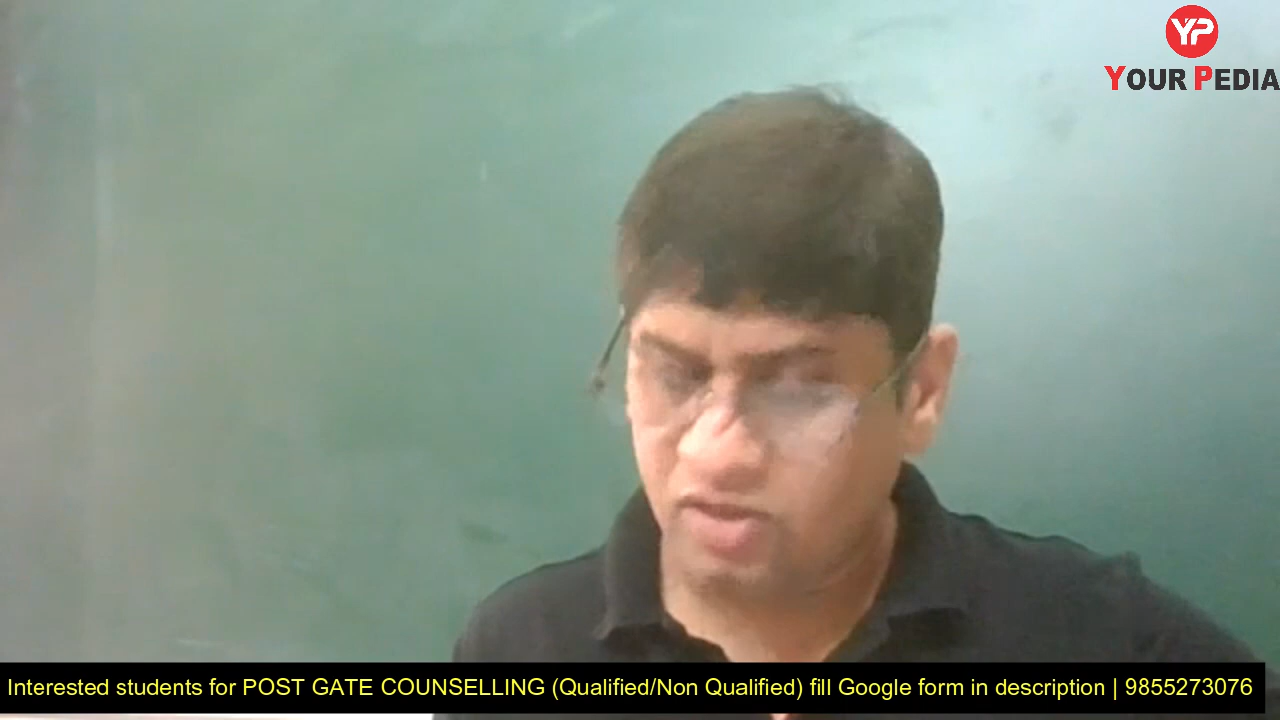 YP
YOUR PEDIA
Interested students for POST GATE COUNSELLING (Qualified/Non Qualified) fill Google form in description | 9855273076